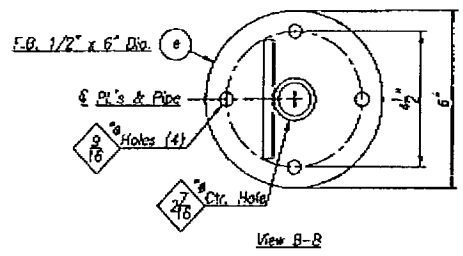 F.B. 1/2" x 6" Dia. e
℄ PL's & Pipe
9/16 "ø Holes (4)
2 7/16 "ø Ctr. Hole
4 1/2"
6"
View B-B